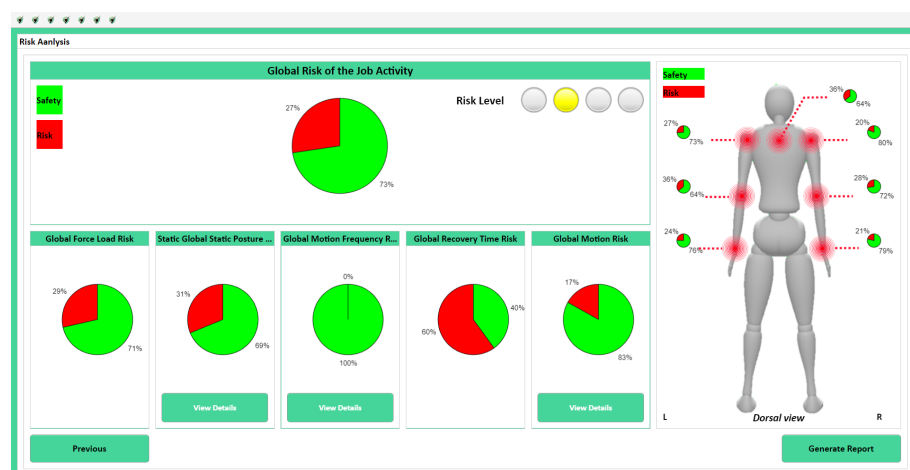 Risk Aanlysis
Global Risk of the Job Activity
Safety
Risk
27%
73%
Risk Level
Global Force Load Risk
29%
71%
Static Global Static Posture ...
31%
69%
View Details
Global Motion Frequency R...
0%
100%
View Details
Global Recovery Time Risk
40%
60%
Global Motion Risk
17%
83%
View Details
Safety
Risk
36%
64%
27%
73%
20%
80%
36%
64%
28%
72%
24%
76%
21%
79%
L
Dorsal view
R
Previous
Generate Report